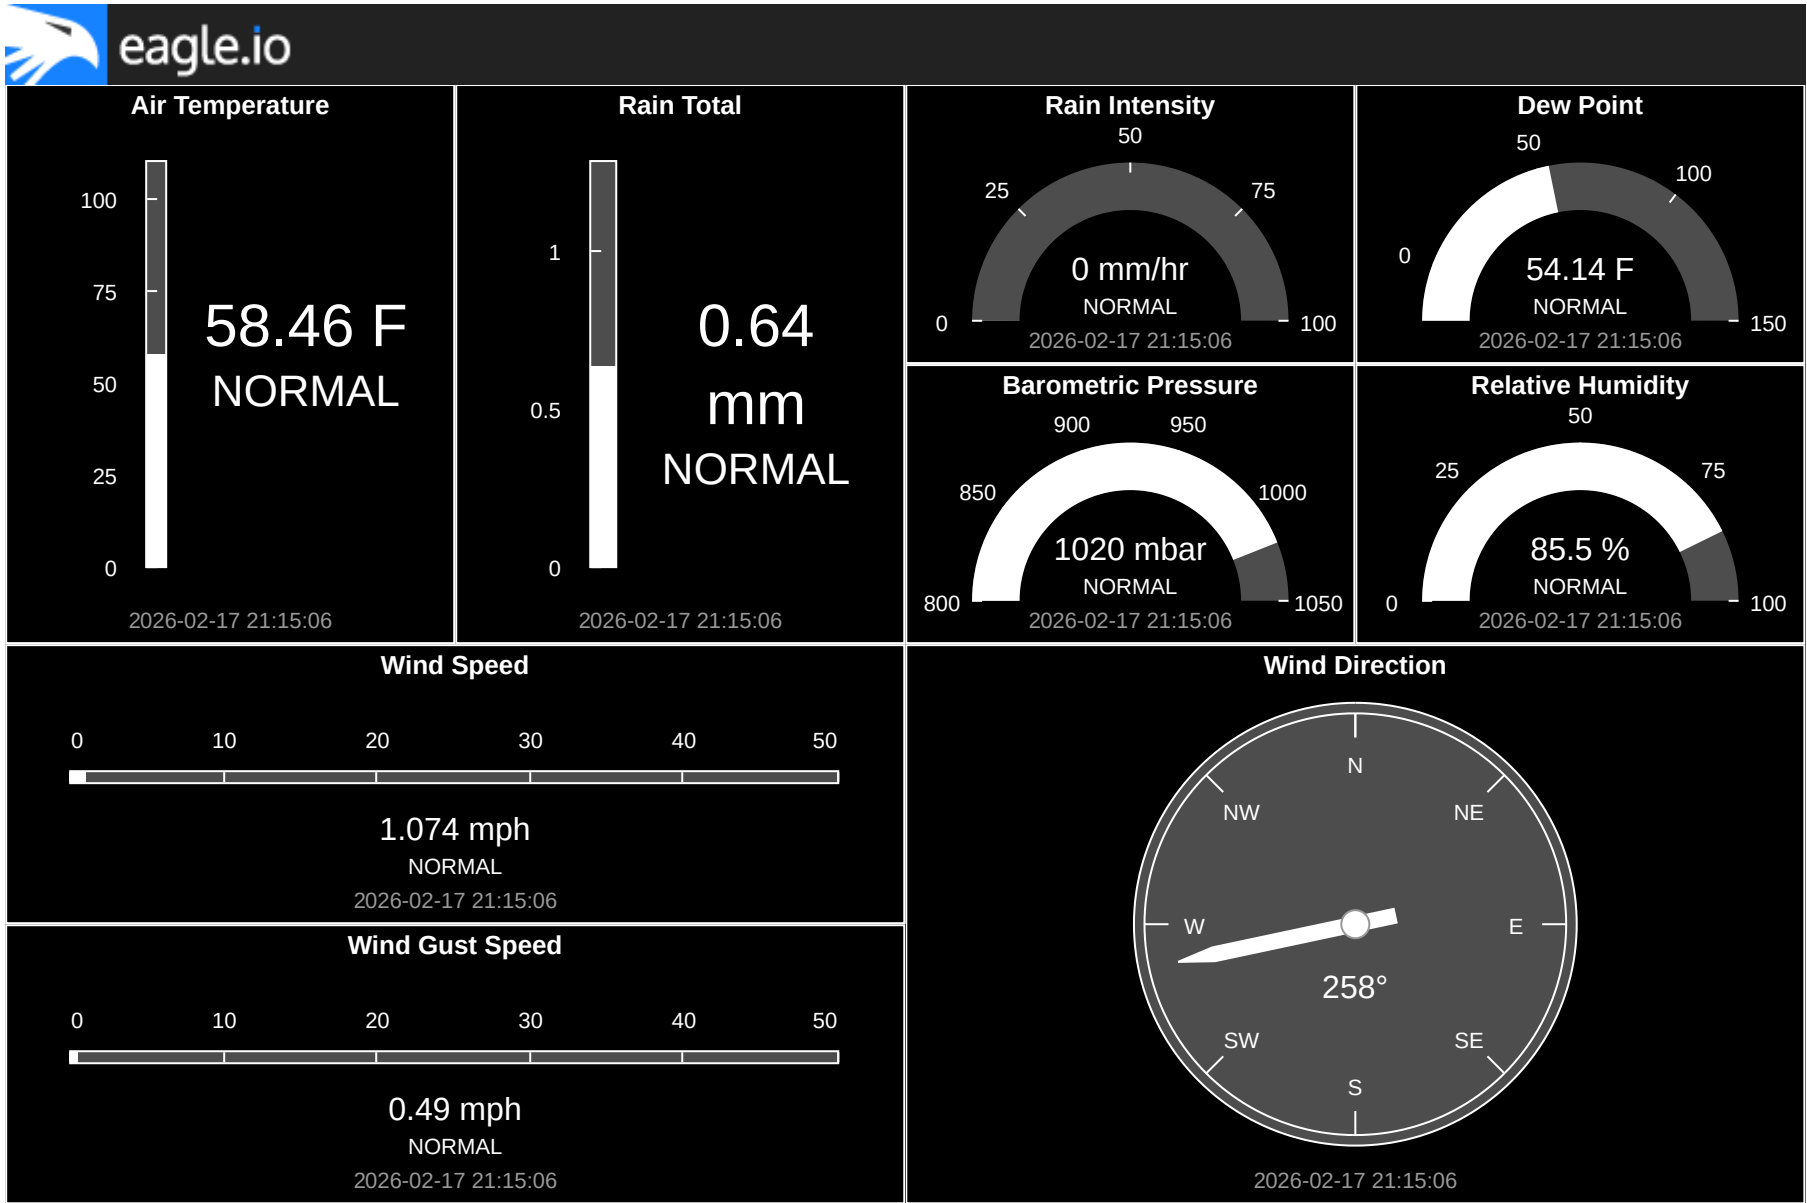 eagle.io
Air Temperature
100
75
50
25
0
58.46 F
NORMAL
2026-02-17 21:15:06
Rain Total
1
0.5
0
0.64
mm
NORMAL
2026-02-17 21:15:06
Rain Intensity
50
25
75
0
100
0 mm/hr
NORMAL
2026-02-17 21:15:06
Dew Point
50
100
0
150
54.14 F
NORMAL
2026-02-17 21:15:06
Barometric Pressure
900
950
850
1000
800
1050
1020 mbar
NORMAL
2026-02-17 21:15:06
Relative Humidity
50
25
75
0
100
85.5 %
NORMAL
2026-02-17 21:15:06
Wind Speed
0 10 20 30 40 50
1.074 mph
NORMAL
2026-02-17 21:15:06
Wind Gust Speed
0 10 20 30 40 50
0.49 mph
NORMAL
2026-02-17 21:15:06
Wind Direction
N
NW NE
W E
258°
SW SE
S
2026-02-17 21:15:06